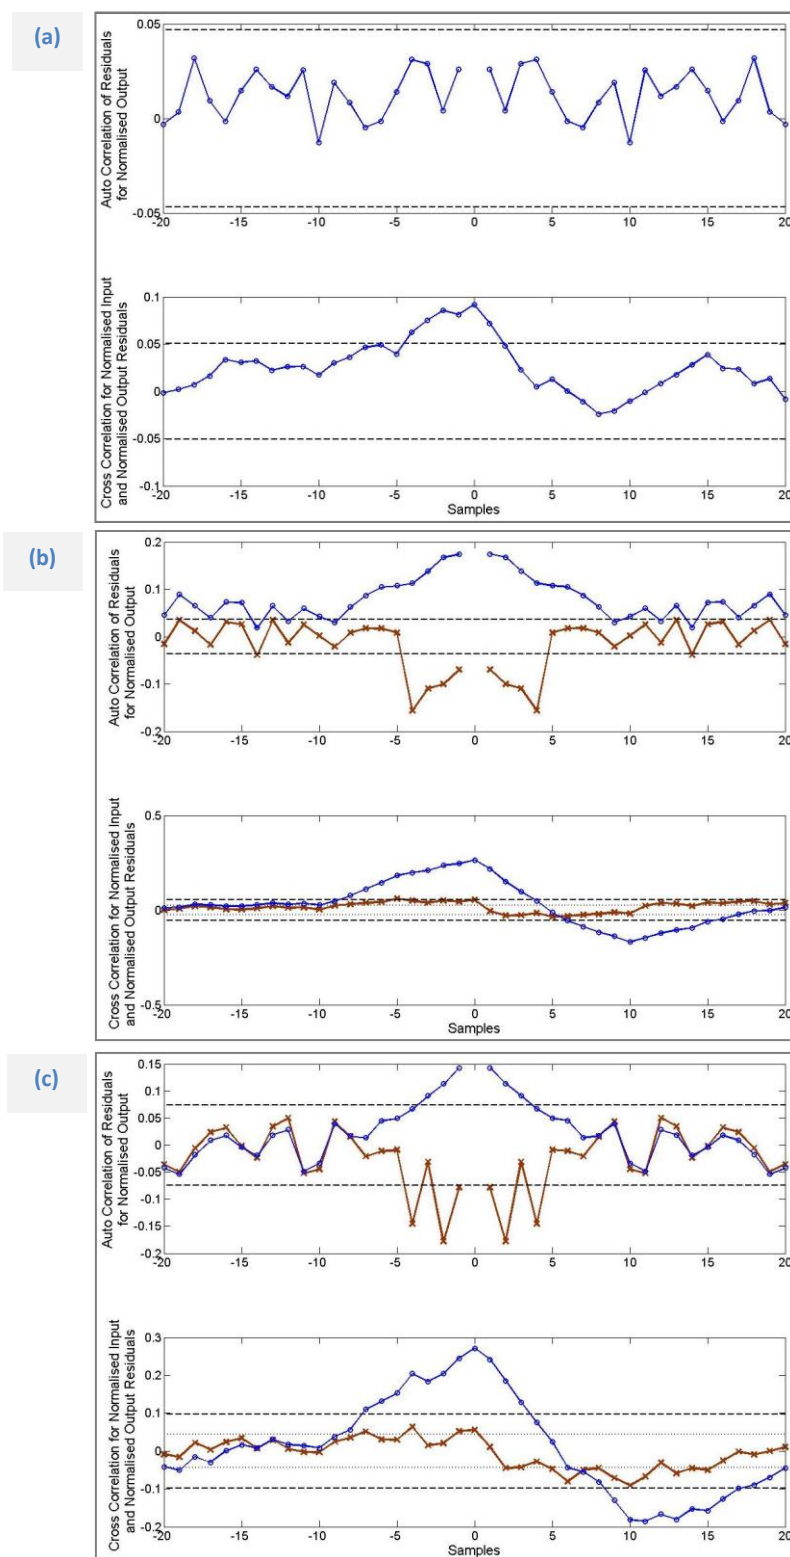 (a)
Auto Correlation of Residuals
for Normalised Output
0.05
0
-0.05
-20 -15 -10 -5 0 5 10 15 20
Cross Correlation for Normalised Input
and Normalised Output Residuals
0.1
0.05
0
-0.05
-0.1
-20 -15 -10 -5 0 5 10 15 20
Samples
(b)
Auto Correlation of Residuals
for Normalised Output
0.2
0.1
0
-0.1
-0.2
-20 -15 -10 -5 0 5 10 15 20
Cross Correlation for Normalised Input
and Normalised Output Residuals
0.5
0
-0.5
-20 -15 -10 -5 0 5 10 15 20
Samples
(c)
Auto Correlation of Residuals
for Normalised Output
0.15
0.1
0.05
0
-0.05
-0.1
-0.15
-0.2
-20 -15 -10 -5 0 5 10 15 20
Cross Correlation for Normalised Input
and Normalised Output Residuals
0.3
0.2
0.1
0
-0.1
-0.2
-20 -15 -10 -5 0 5 10 15 20
Samples